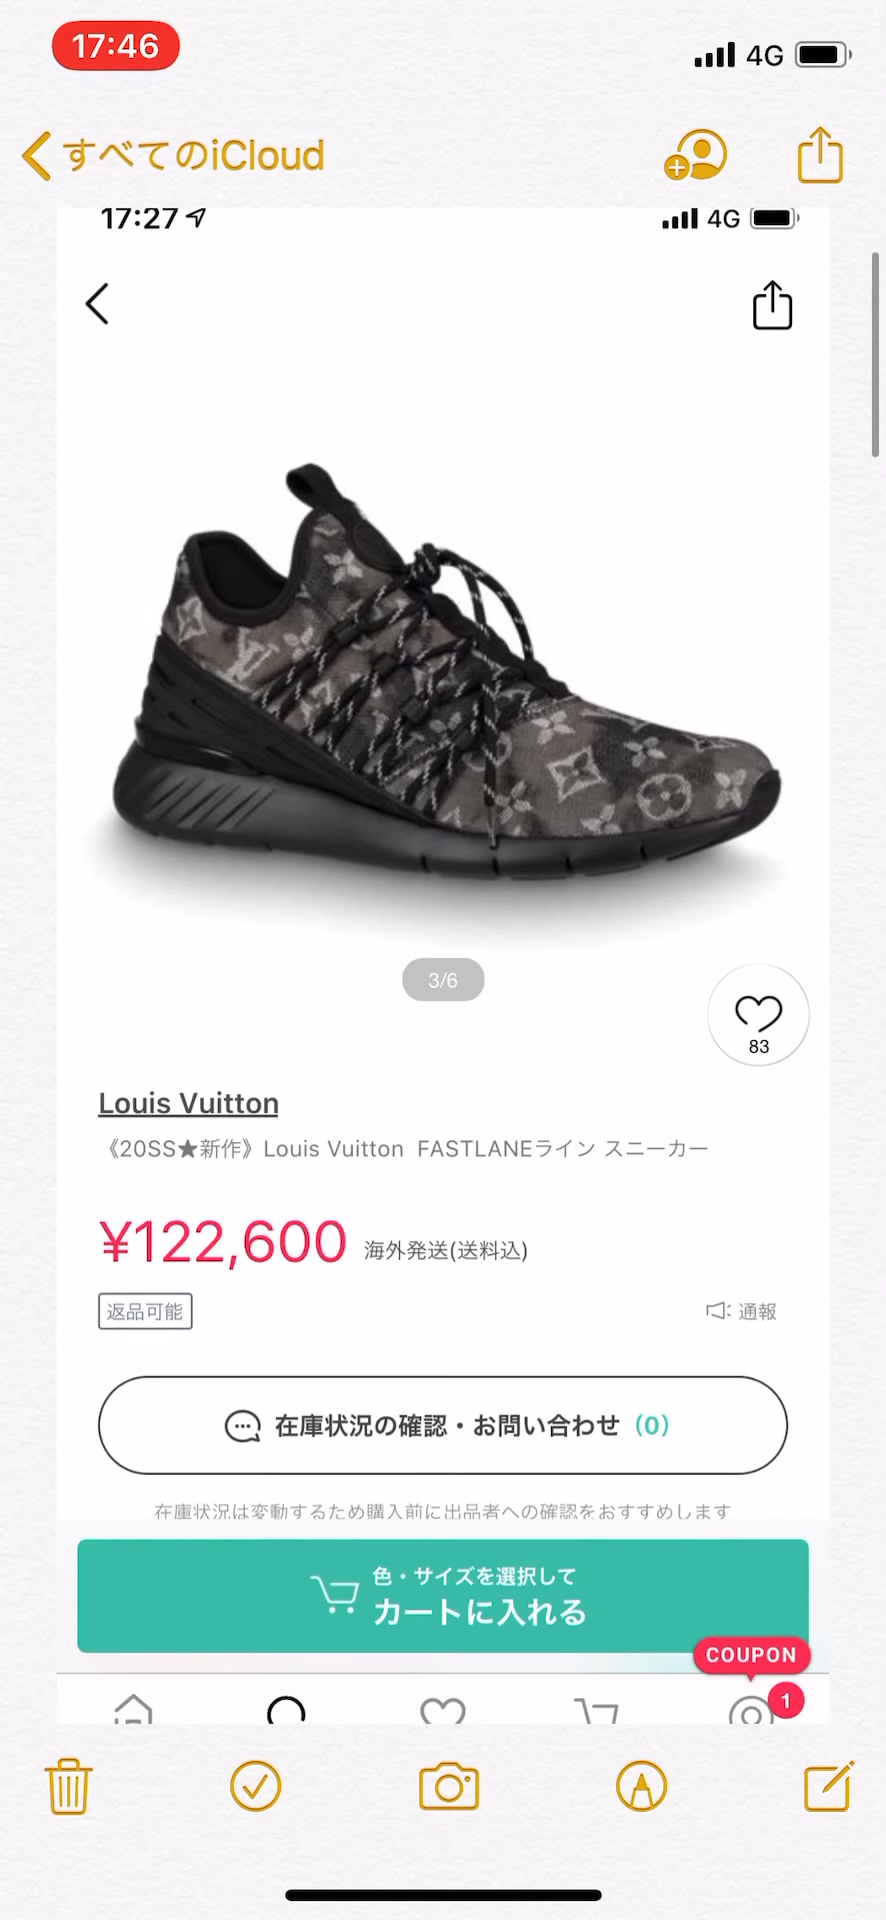 17:46
4G
すべてのiCloud
17:27
4G
3/6
83
Louis Vuitton
《20SS★新作》Louis Vuitton FASTLANEライン スニーカー
¥122,600 海外発送(送料込)
返品可能
通報
在庫状況の確認・お問い合わせ (0)
在庫状況は変動するため購入前に出品者への確認をおすすめします
色・サイズを選択して
カートに入れる
COUPON
1